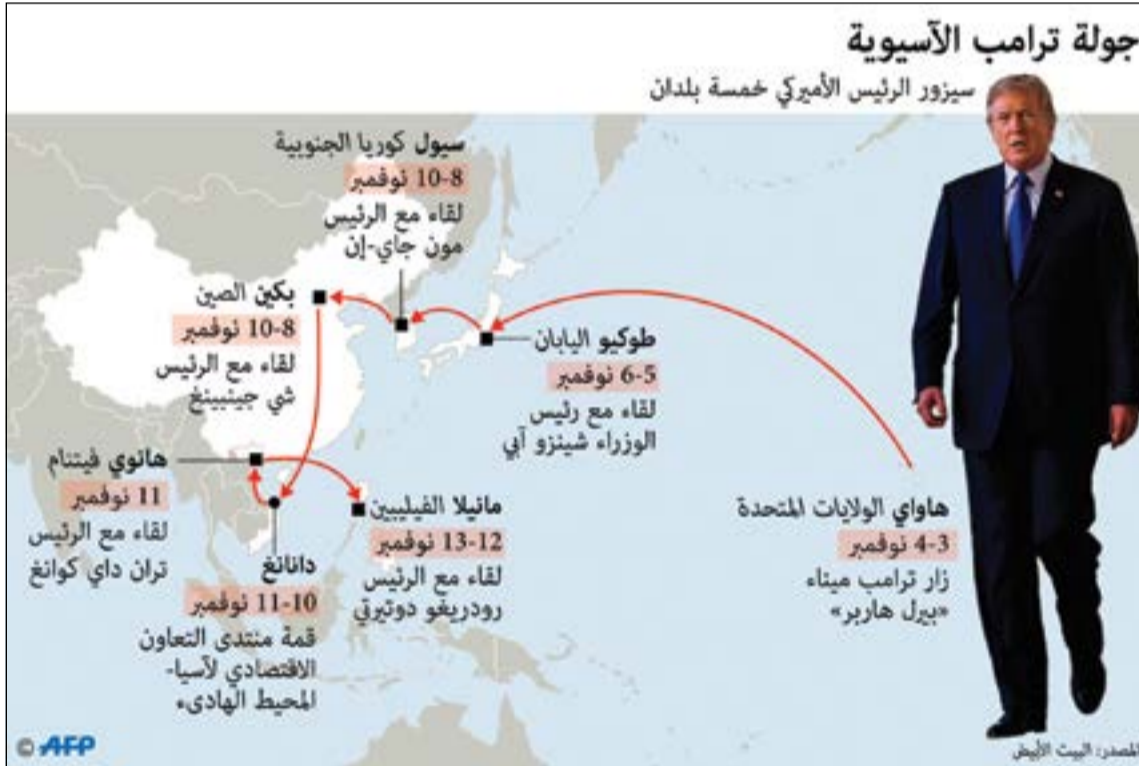 جولة ترامب الآسيوية
سيزور الرئيس الأميركي خمسة بلدان
هاواي الولايات المتحدة
3-4 نوفمبر
زار ترامب ميناء
«بيرل هاربر»
طوكيو اليابان
5-6 نوفمبر
لقاء مع رئيس
الوزراء شينزو آبي
سيول كوريا الجنوبية
8-10 نوفمبر
لقاء مع الرئيس
مون جاي-إن
بكين الصين
8-10 نوفمبر
لقاء مع الرئيس
شي جينبينغ
دانانغ
10-11 نوفمبر
قمة منتدى التعاون
الاقتصادي لآسيا-
المحيط الهادىء
هانوي فيتنام
11 نوفمبر
لقاء مع الرئيس
تران داي كوانغ
مانيلا الفيليبين
12-13 نوفمبر
لقاء مع الرئيس
رودريغو دوتيرتي
المصدر: البيت الأبيض
© AFP